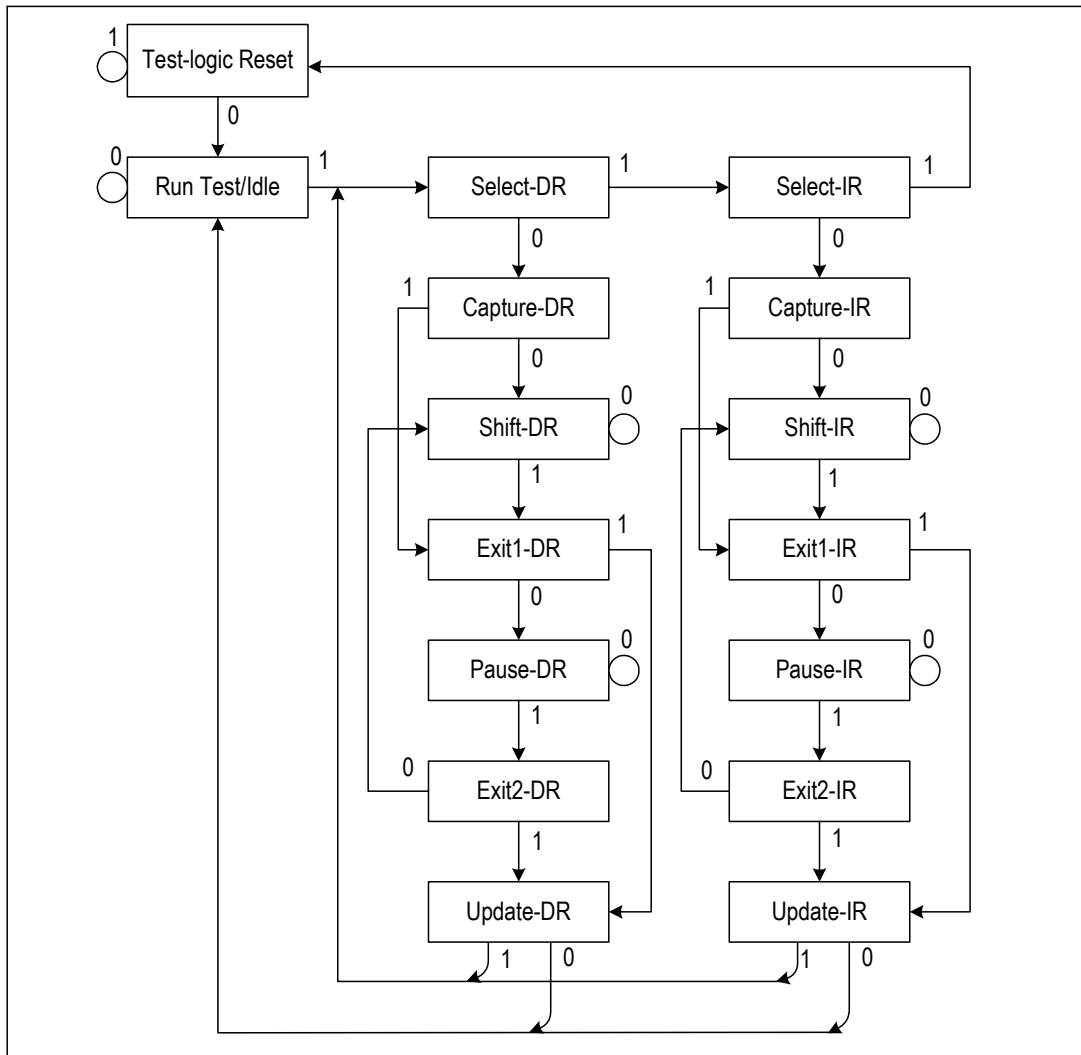 1
Test-logic Reset
0
0
Run Test/Idle
1
Select-DR
1
Select-IR
1
0
0
1
Capture-DR
1
Capture-IR
0
0
0
0
Shift-DR
Shift-IR
1
1
Exit1-DR
1
Exit1-IR
1
0
0
0
0
Pause-DR
Pause-IR
1
1
0
Exit2-DR
0
Exit2-IR
1
1
Update-DR
Update-IR
1
0
1
0